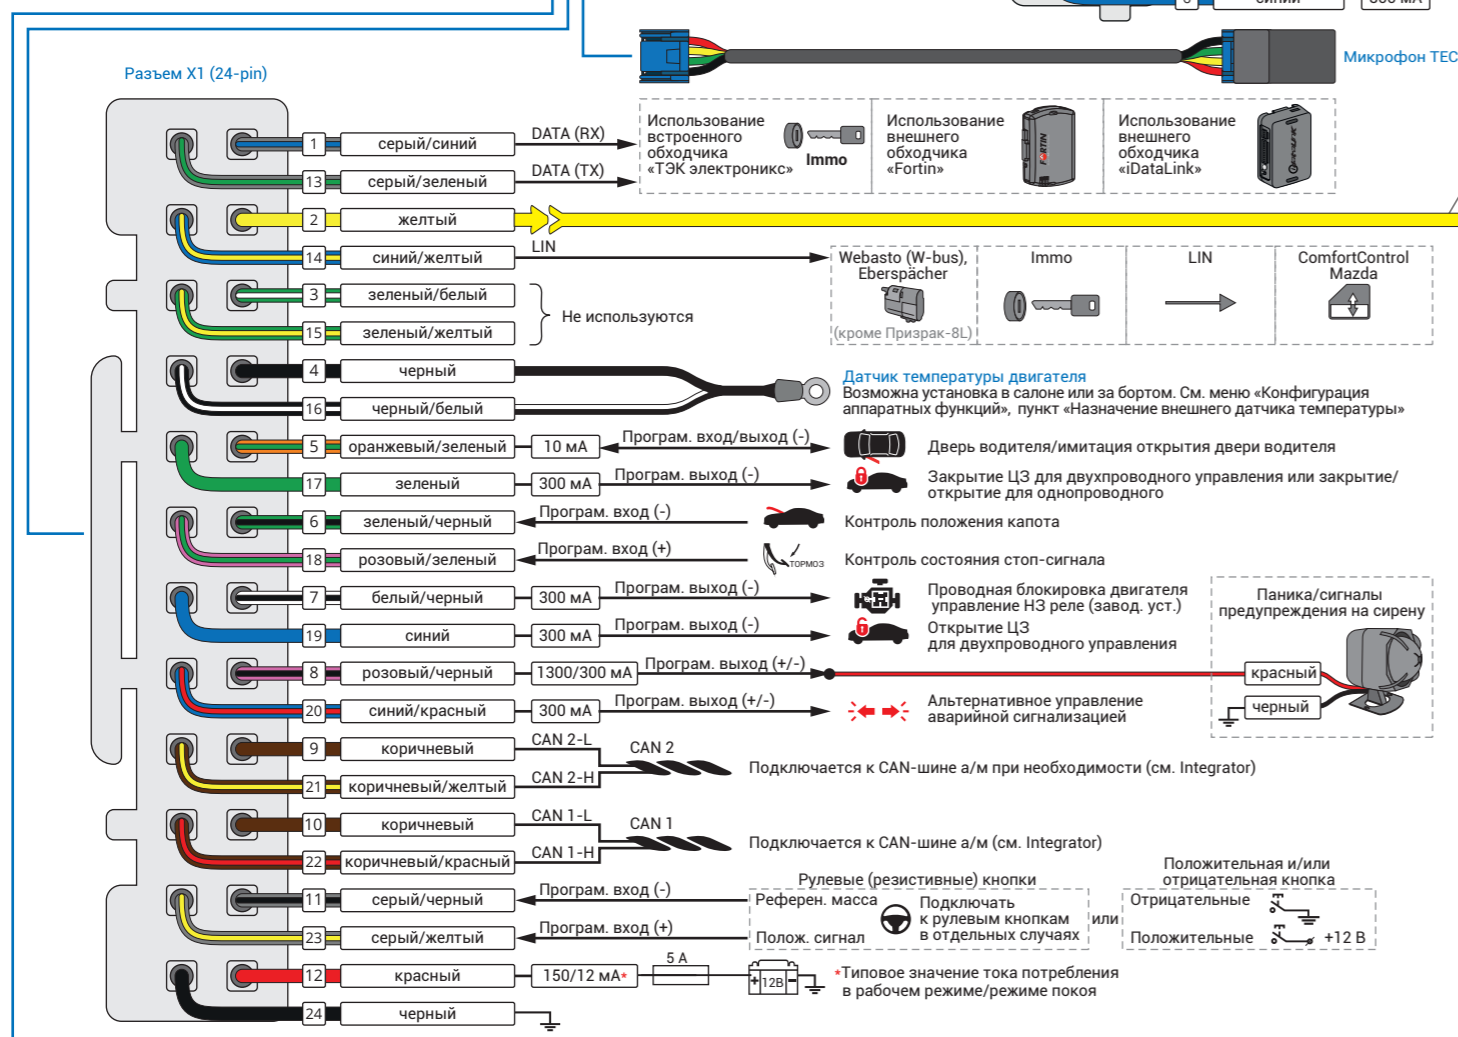 Микрофон TEC
Разъем X1 (24-pin)
1 серый/синий DATA (RX)
13 серый/зеленый DATA (TX)
Использование
встроенного
обходчика
«ТЭК электроникс»
Immo
Использование
внешнего
обходчика
«Fortin»
FORTIN
Использование
внешнего
обходчика
«iDataLink»
2 желтый
14 синий/желтый LIN
Webasto (W-bus),
Eberspächer
(кроме Призрак-8L)
Immo
LIN
ComfortControl
Mazda
3 зеленый/белый
15 зеленый/желтый
Не используются
4 черный
16 черный/белый
Датчик температуры двигателя
Возможна установка в салоне или за бортом. См. меню «Конфигурация
аппаратных функций», пункт «Назначение внешнего датчика температуры»
5 оранжевый/зеленый 10 мА Програм. вход/выход (-) Дверь водителя/имитация открытия двери водителя
17 зеленый 300 мА Програм. выход (-) Закрытие ЦЗ для двухпроводного управления или закрытие/
открытие для однопроводного
6 зеленый/черный Програм. вход (-) Контроль положения капота
18 розовый/зеленый Програм. вход (+) ТОРМОЗ Контроль состояния стоп-сигнала
7 белый/черный 300 мА Програм. выход (-) Проводная блокировка двигателя
управление НЗ реле (завод. уст.)
19 синий 300 мА Програм. выход (-) Открытие ЦЗ
для двухпроводного управления
8 розовый/черный 1300/300 мА Програм. выход (+/-)
Паника/сигналы
предупреждения на сирену
красный
черный
20 синий/красный 300 мА Програм. выход (+/-) Альтернативное управление
аварийной сигнализацией
9 коричневый CAN 2-L
21 коричневый/желтый CAN 2-H
CAN 2
Подключается к CAN-шине а/м при необходимости (см. Integrator)
10 коричневый CAN 1-L
22 коричневый/красный CAN 1-H
CAN 1
Подключается к CAN-шине а/м (см. Integrator)
11 серый/черный Програм. вход (-)
23 серый/желтый Програм. вход (+)
Рулевые (резистивные) кнопки
Референ. масса
Полож. сигнал
Подключать
к рулевым кнопкам
в отдельных случаях
или
Положительная и/или
отрицательная кнопка
Отрицательные
Положительные +12 В
12 красный 150/12 мА* 5 А + 12В −
*Типовое значение тока потребления
в рабочем режиме/режиме покоя
24 черный